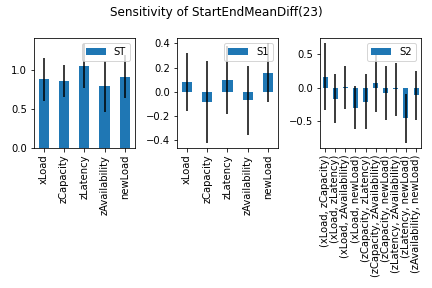 Sensitivity of StartEndMeanDiff(23)
ST
1.0
0.5
0.0
xLoad
zCapacity
zLatency
zAvailability
newLoad
S1
0.4
0.2
0.0
−0.2
−0.4
xLoad
zCapacity
zLatency
zAvailability
newLoad
S2
0.5
0.0
−0.5
(xLoad, zCapacity)
(xLoad, zLatency)
(xLoad, zAvailability)
(xLoad, newLoad)
(zCapacity, zLatency)
(zCapacity, zAvailability)
(zCapacity, newLoad)
(zLatency, zAvailability)
(zLatency, newLoad)
(zAvailability, newLoad)